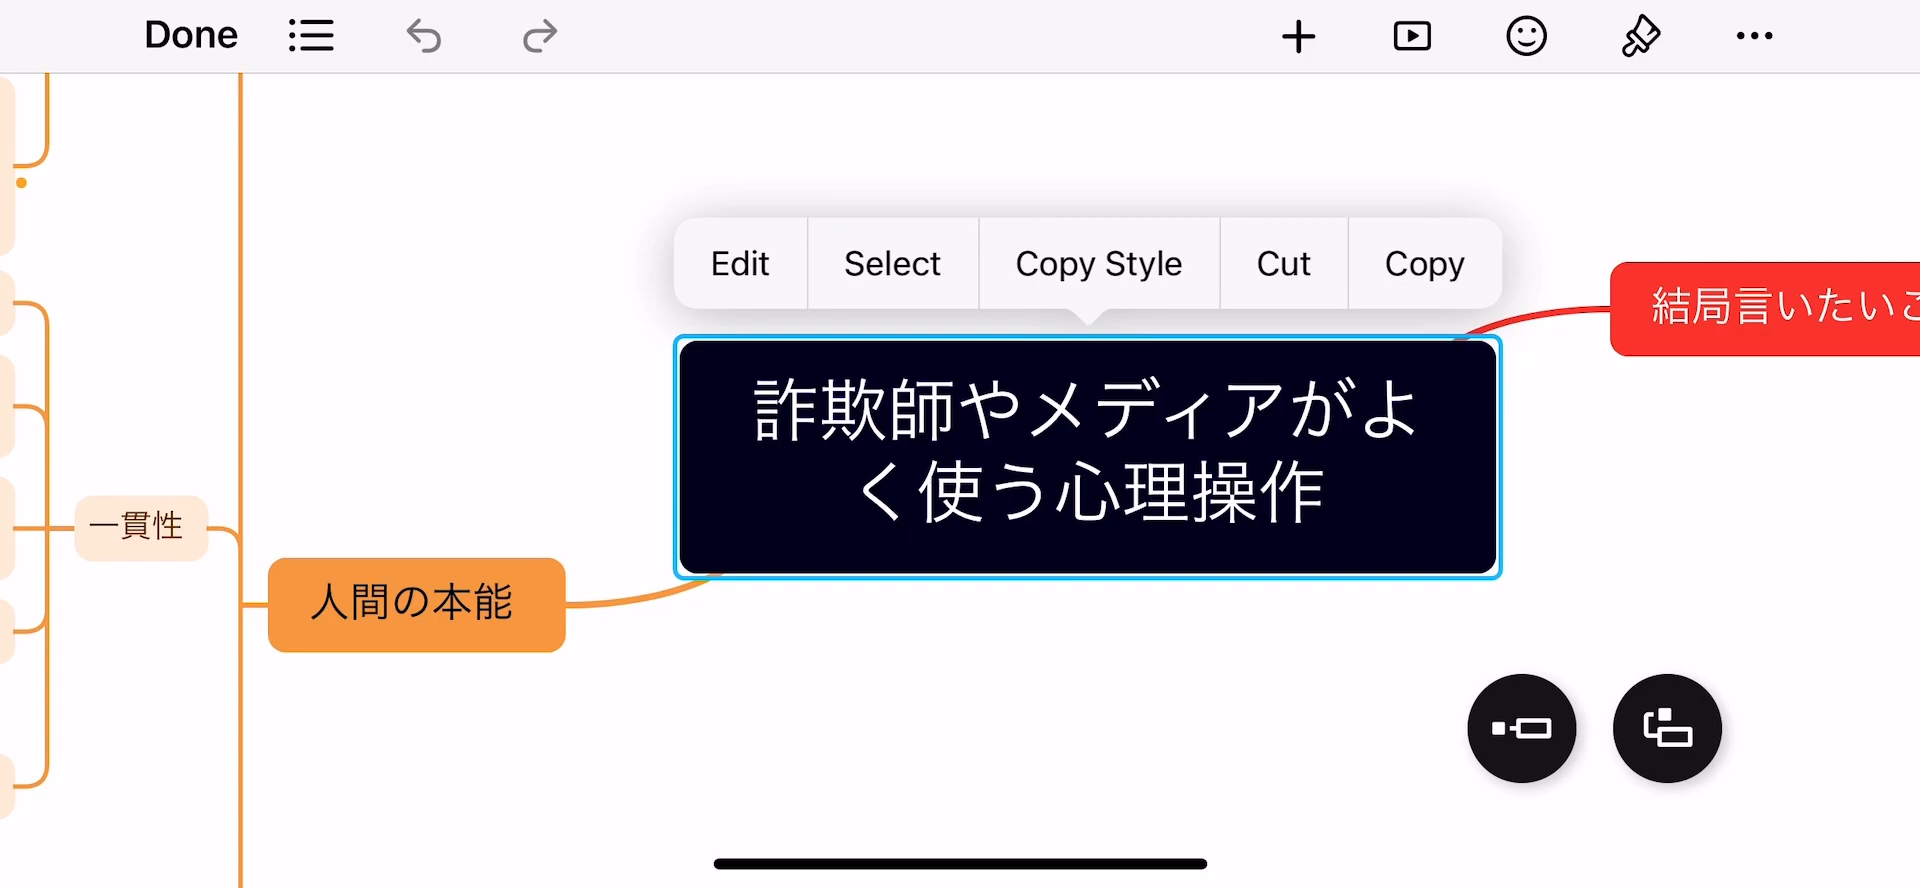 Done
Edit Select Copy Style Cut Copy
結局言いたいこ
詐欺師やメディアがよ
く使う心理操作
一貫性
人間の本能